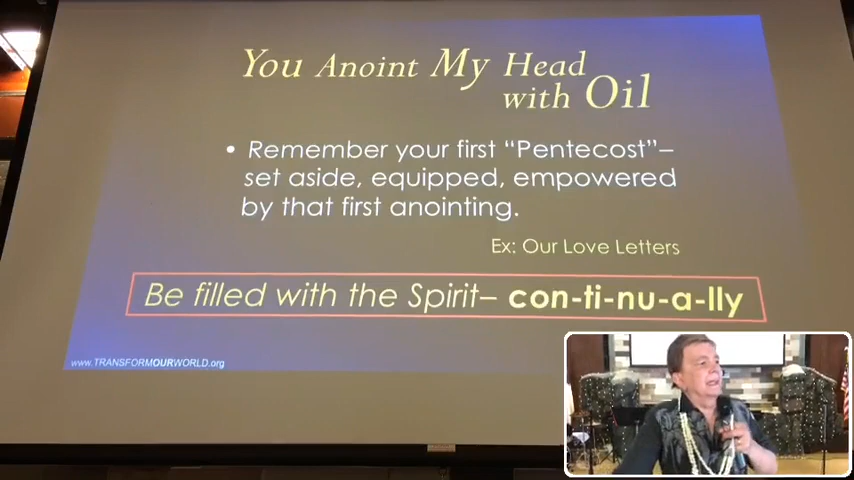 You Anoint My Head
with Oil
• Remember your first “Pentecost”–
set aside, equipped, empowered
by that first anointing.
Ex: Our Love Letters
Be filled with the Spirit– con-ti-nu-a-lly
www.TRANSFORMOURWORLD.org